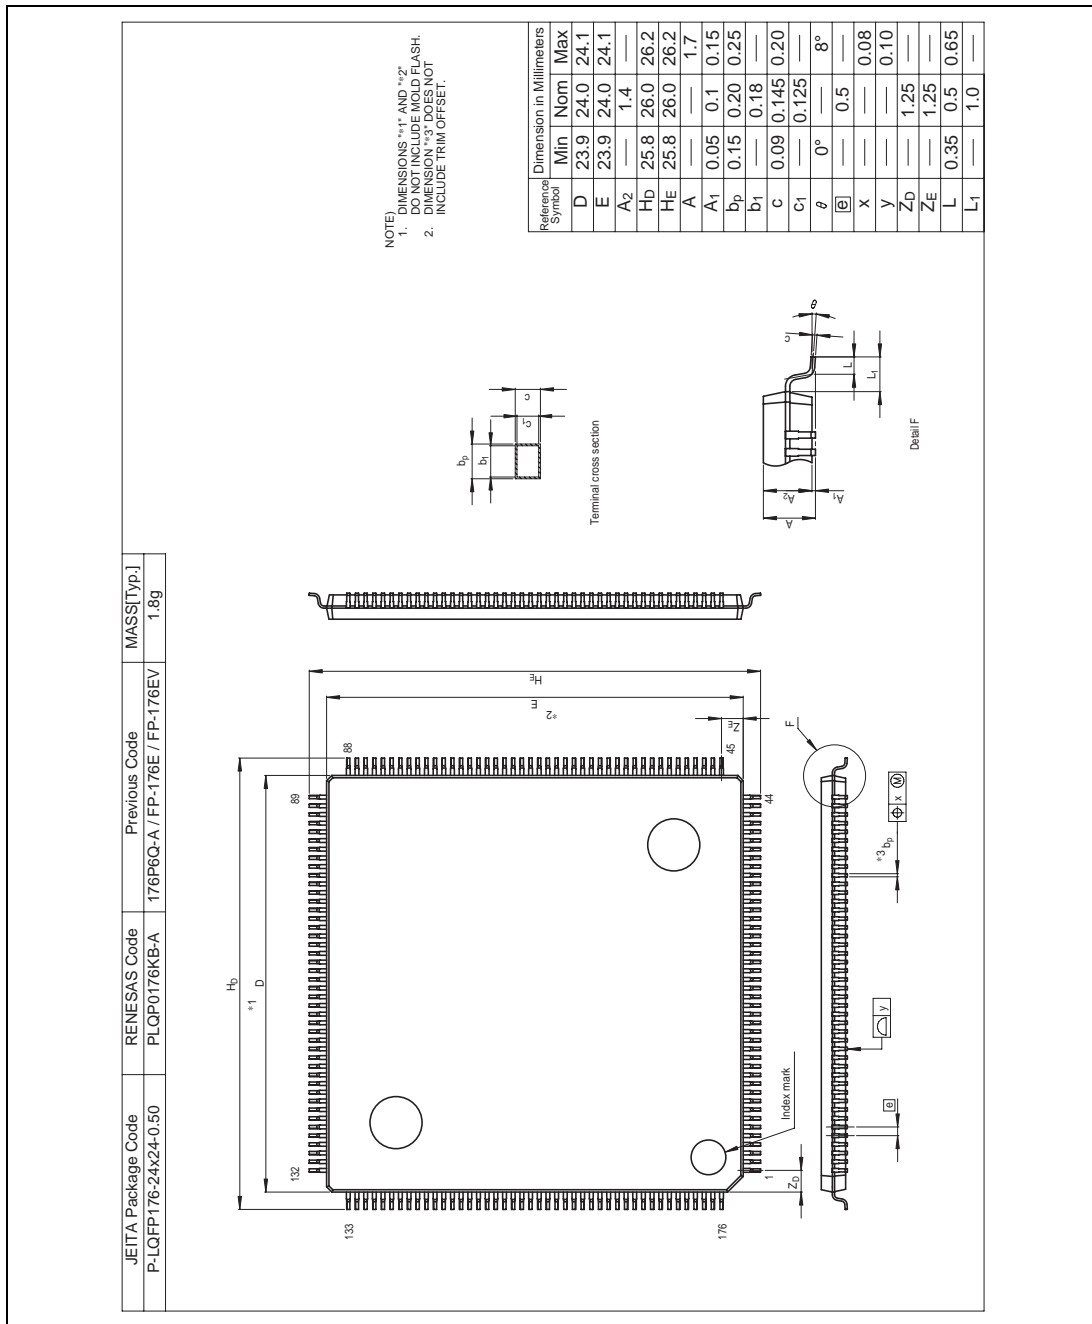 JEITA Package Code RENESAS Code Previous Code MASS[Typ.]
P-LQFP176-24x24-0.50 PLQP0176KB-A 176P6Q-A / FP-176E / FP-176EV 1.8g
NOTE)
1. DIMENSIONS "*1" AND "*2"
DO NOT INCLUDE MOLD FLASH.
2. DIMENSION "*3" DOES NOT
INCLUDE TRIM OFFSET.
HD
*1 D
132
89
133
88
E
*2
HE
ZE
176
45
1
44
ZD
Index mark
F
e
y
*3 bp
x M
bp
b1
c1
c
Terminal cross section
A
A2
A1
c
θ
L
L1
Detail F
Reference Symbol Dimension in Millimeters
Min Nom Max
D 23.9 24.0 24.1
E 23.9 24.0 24.1
A2 — 1.4 —
HD 25.8 26.0 26.2
HE 25.8 26.0 26.2
A — — 1.7
A1 0.05 0.1 0.15
bp 0.15 0.20 0.25
b1 — 0.18 —
c 0.09 0.145 0.20
c1 — 0.125 —
θ 0° — 8°
e — 0.5 —
x — — 0.08
y — — 0.10
ZD — 1.25 —
ZE — 1.25 —
L 0.35 0.5 0.65
L1 — 1.0 —